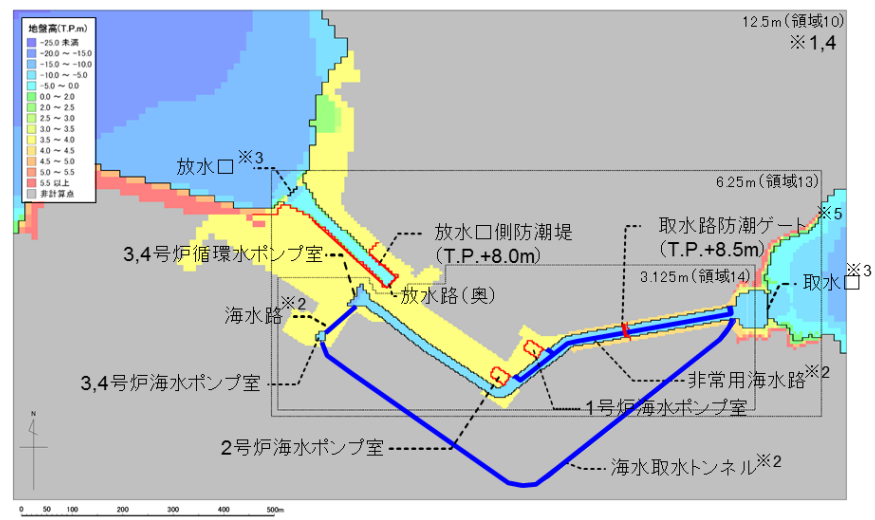 12.5m(領域10)
※1,4
地盤高(T.P.m)
-25.0 未満
-20.0 ～ -15.0
-15.0 ～ -10.0
-10.0 ～ -5.0
-5.0 ～ 0.0
0.0 ～ 2.0
2.0 ～ 2.5
2.5 ～ 3.0
3.0 ～ 3.5
3.5 ～ 4.0
4.0 ～ 4.5
4.5 ～ 5.0
5.0 ～ 5.5
5.5 以上
非計算点
放水口※3
6.25m(領域13)
放水口側防潮堤
(T.P.+8.0m)
取水路防潮ゲート※5
(T.P.+8.5m)
3,4号炉循環水ポンプ室
3.125m(領域14)
取水口※3
放水路(奥)
海水路※2
3,4号炉海水ポンプ室
非常用海水路※2
1号炉海水ポンプ室
2号炉海水ポンプ室
海水取水トンネル※2
N
0 50 100 200 300 400 500m